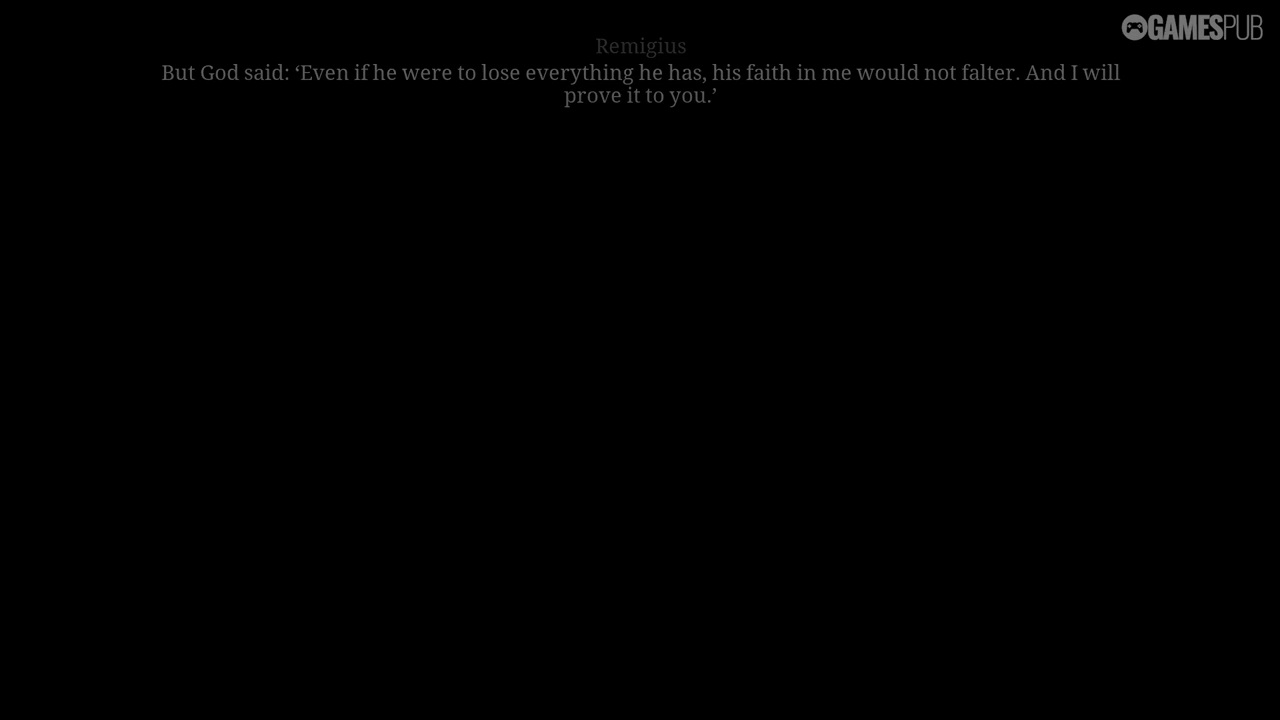 GAMESPUB
Remigius
But God said: ‘Even if he were to lose everything he has, his faith in me would not falter. And I will
prove it to you.’